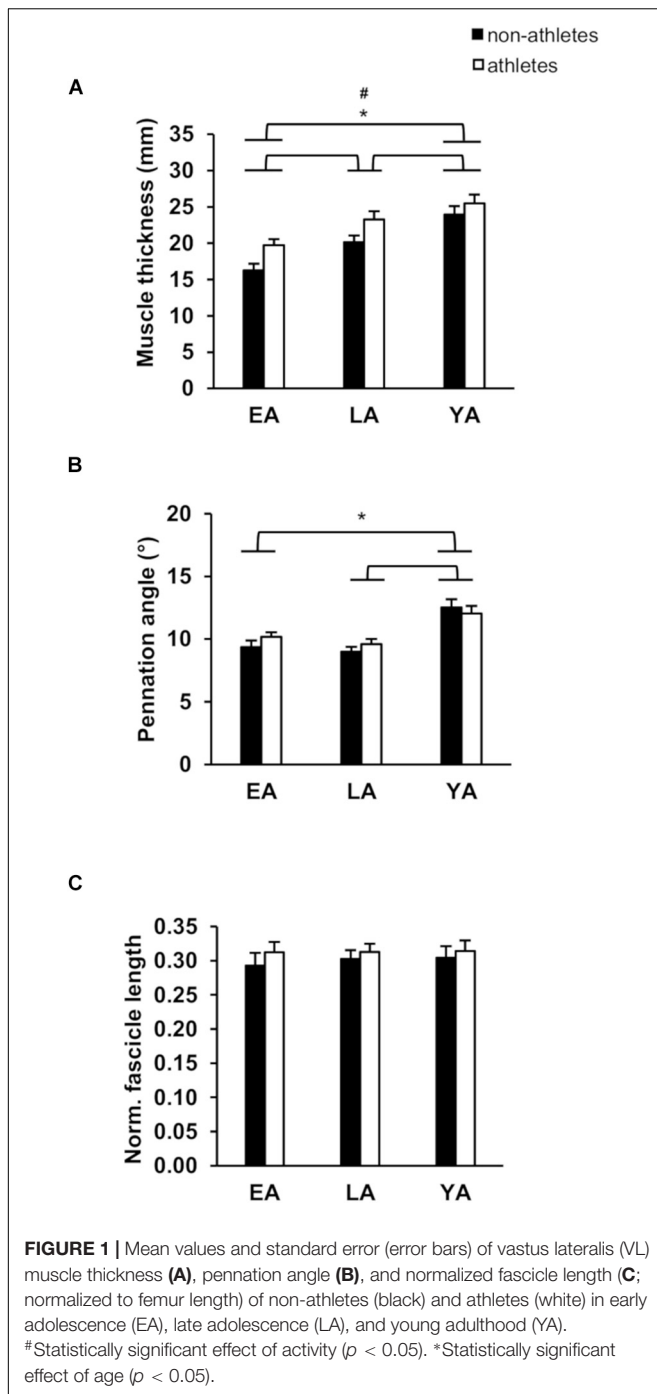 ■ non-athletes
□ athletes
A
#
*
Muscle thickness (mm)
35
30
25
20
15
10
5
0
EA LA YA
B
*
Pennation angle (°)
20
15
10
5
0
EA LA YA
C
Norm. fascicle length
0.35
0.30
0.25
0.20
0.15
0.10
0.05
0.00
EA LA YA
FIGURE 1 | Mean values and standard error (error bars) of vastus lateralis (VL)
muscle thickness (A), pennation angle (B), and normalized fascicle length (C;
normalized to femur length) of non-athletes (black) and athletes (white) in early
adolescence (EA), late adolescence (LA), and young adulthood (YA).
#Statistically significant effect of activity (p < 0.05). *Statistically significant
effect of age (p < 0.05).